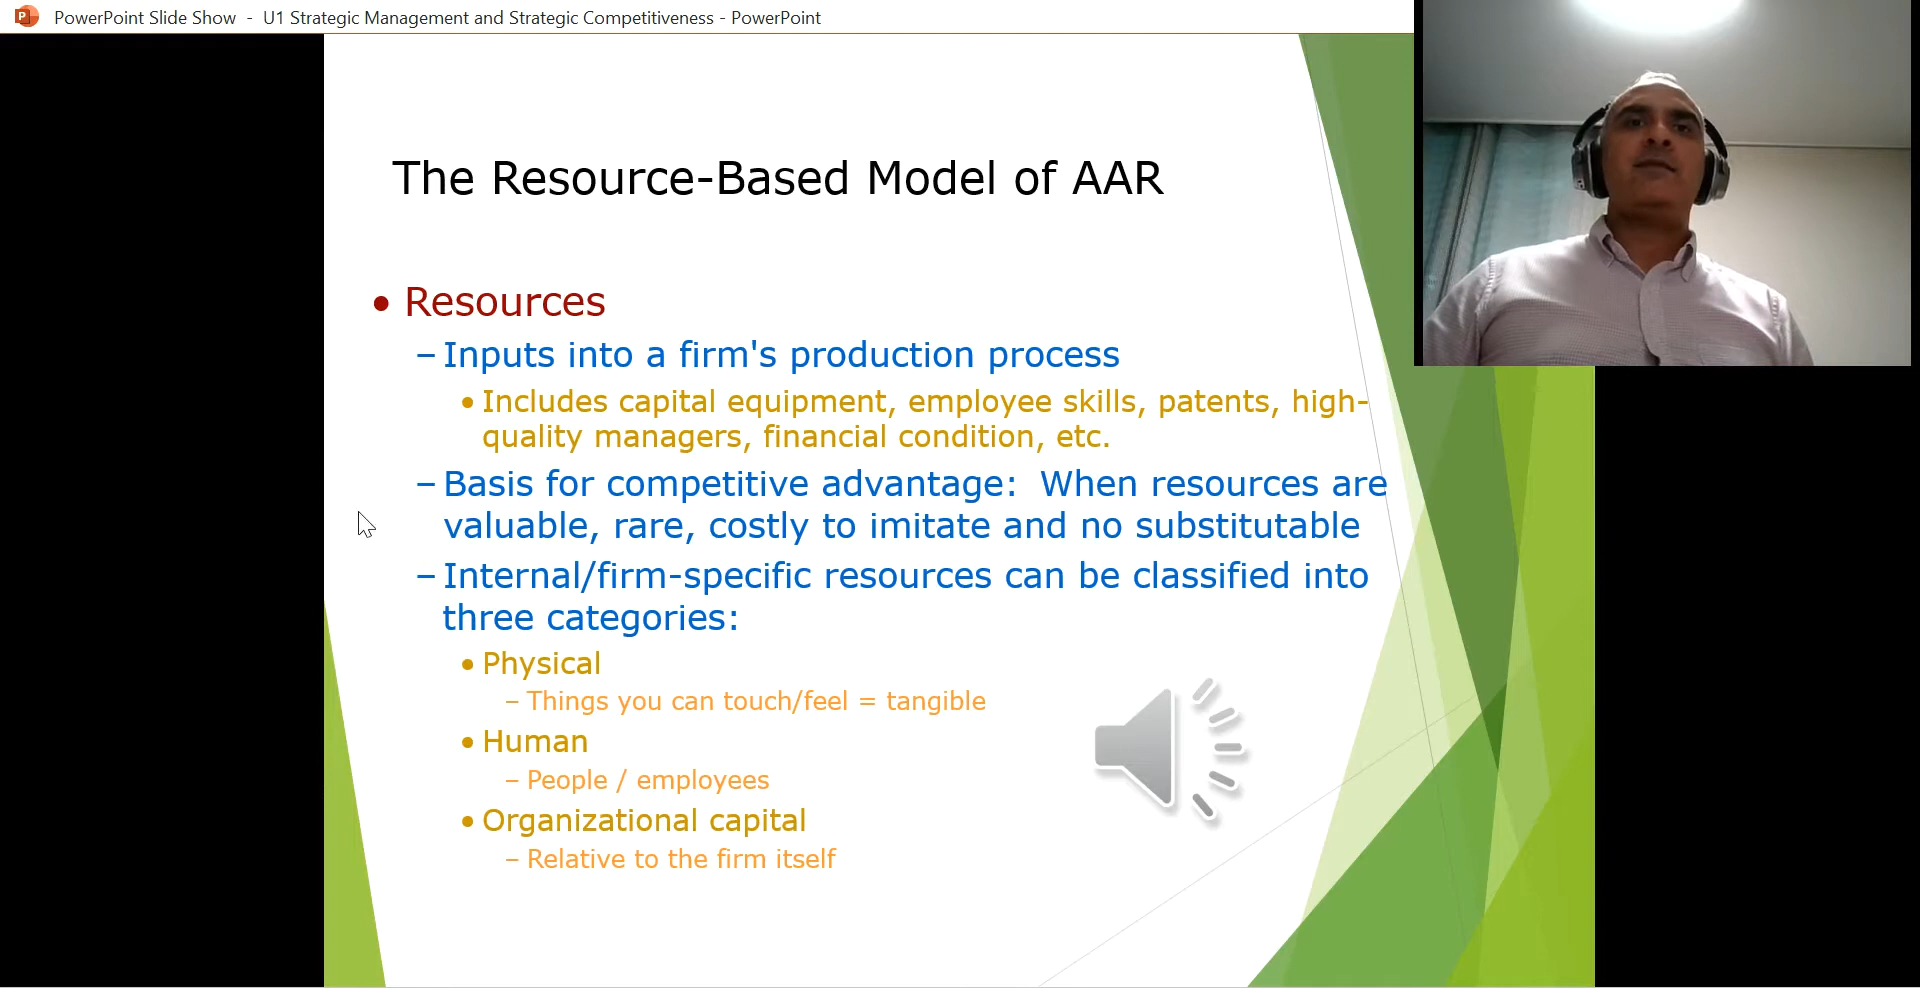 PowerPoint Slide Show - U1 Strategic Management and Strategic Competitiveness - PowerPoint
The Resource-Based Model of AAR
• Resources
– Inputs into a firm's production process
• Includes capital equipment, employee skills, patents, high-
quality managers, financial condition, etc.
– Basis for competitive advantage:  When resources are
valuable, rare, costly to imitate and no substitutable
– Internal/firm-specific resources can be classified into
three categories:
• Physical
– Things you can touch/feel = tangible
• Human
– People / employees
• Organizational capital
– Relative to the firm itself